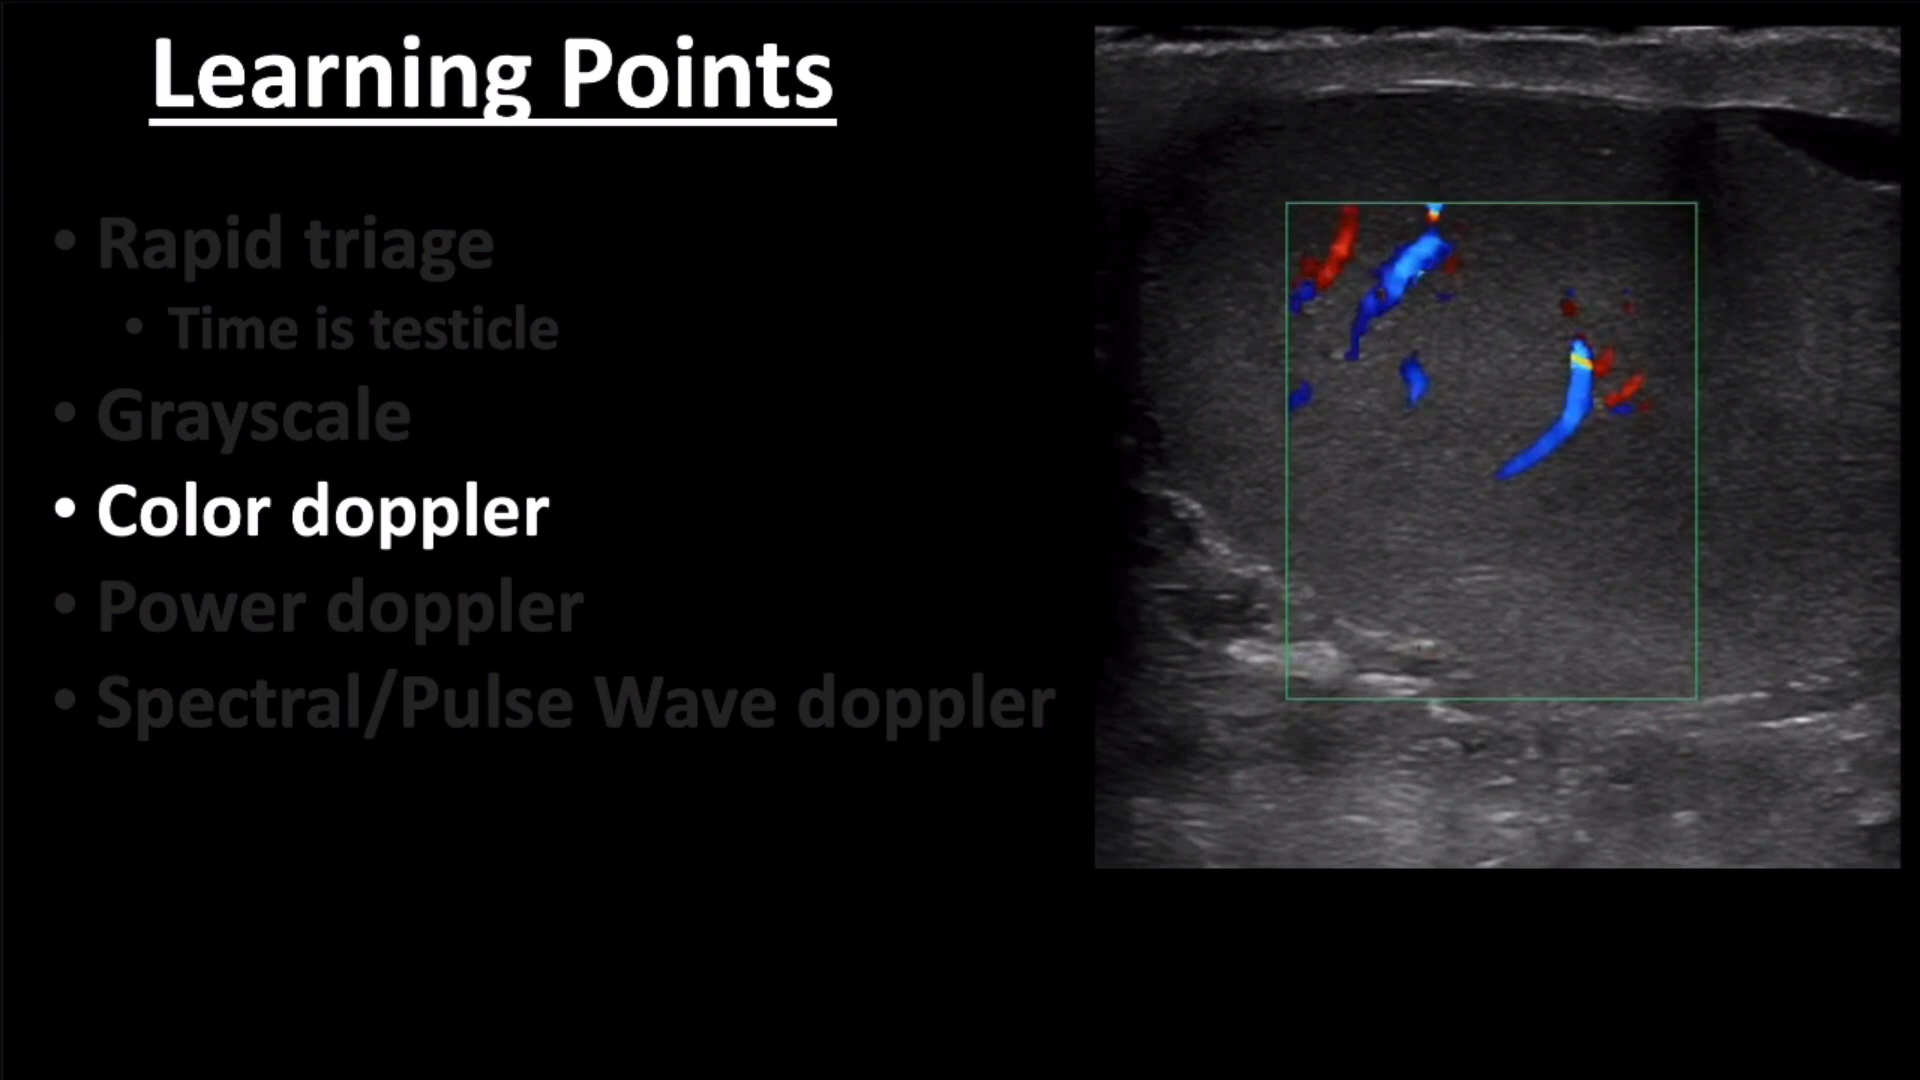 Learning Points
• Rapid triage
• Time is testicle
• Grayscale
• Color doppler
• Power doppler
• Spectral/Pulse Wave doppler